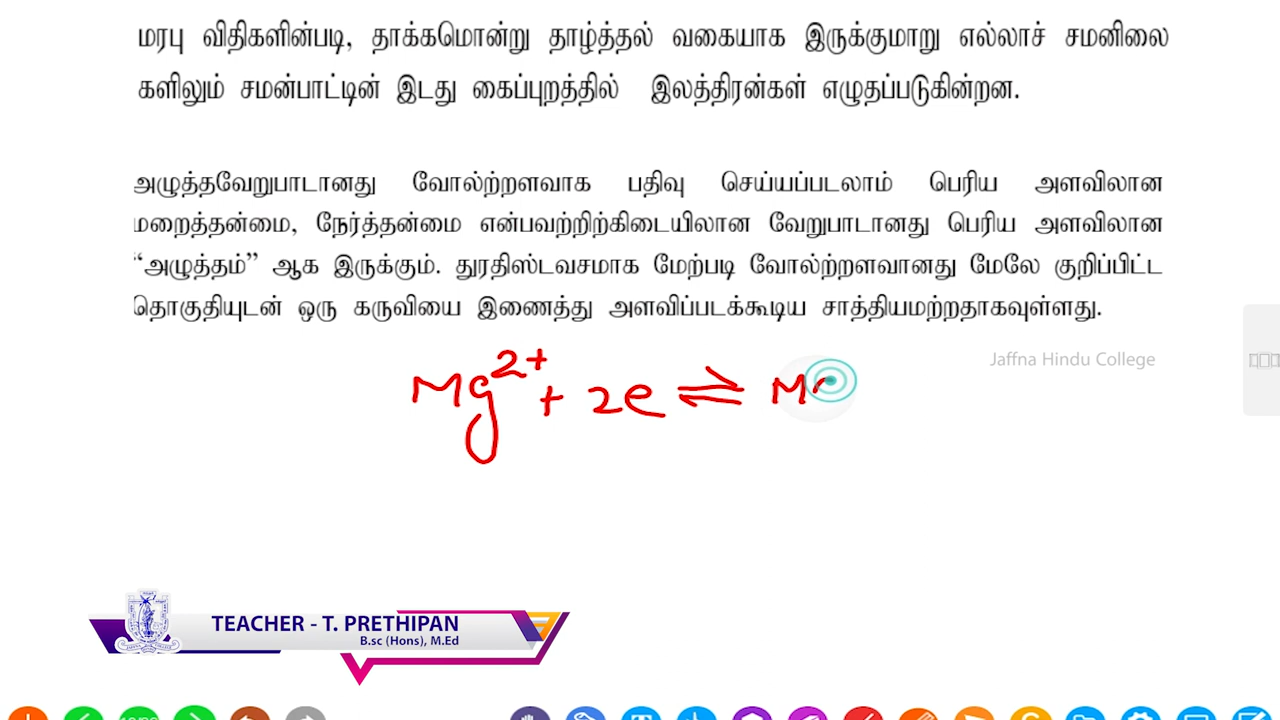 மரபு விதிகளின்படி, தாக்கமொன்று தாழ்த்தல் வகையாக இருக்குமாறு எல்லாச் சமனிலை
களிலும் சமன்பாட்டின் இடது கைப்புறத்தில் இலத்திரன்கள் எழுதப்படுகின்றன.
அழுத்தவேறுபாடானது வோல்ற்றளவாக பதிவு செய்யப்படலாம் பெரிய அளவிலான
மறைத்தன்மை, நேர்த்தன்மை என்பவற்றிற்கிடையிலான வேறுபாடானது பெரிய அளவிலான
“அழுத்தம்” ஆக இருக்கும். துரதிஸ்டவசமாக மேற்படி வோல்ற்றளவானது மேலே குறிப்பிட்ட
தொகுதியுடன் ஒரு கருவியை இணைத்து அளவிப்படக்கூடிய சாத்தியமற்றதாகவுள்ளது.
Jaffna Hindu College
Mg²⁺ + 2e ⇌ M
TEACHER - T. PRETHIPAN
B.sc (Hons), M.Ed